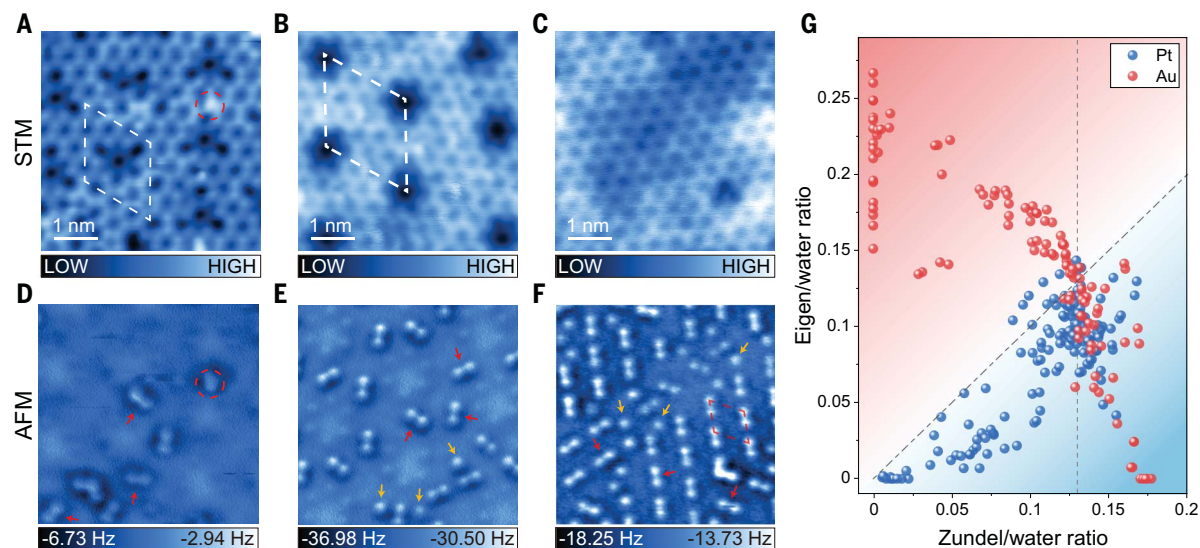 A
B
C
G
STM
1 nm
1 nm
1 nm
LOW HIGH
LOW HIGH
LOW HIGH
D
E
F
AFM
-6.73 Hz -2.94 Hz
-36.98 Hz -30.50 Hz
-18.25 Hz -13.73 Hz
Pt
Au
Eigen/water ratio
0.25
0.2
0.15
0.1
0.05
0
0 0.05 0.1 0.15 0.2
Zundel/water ratio